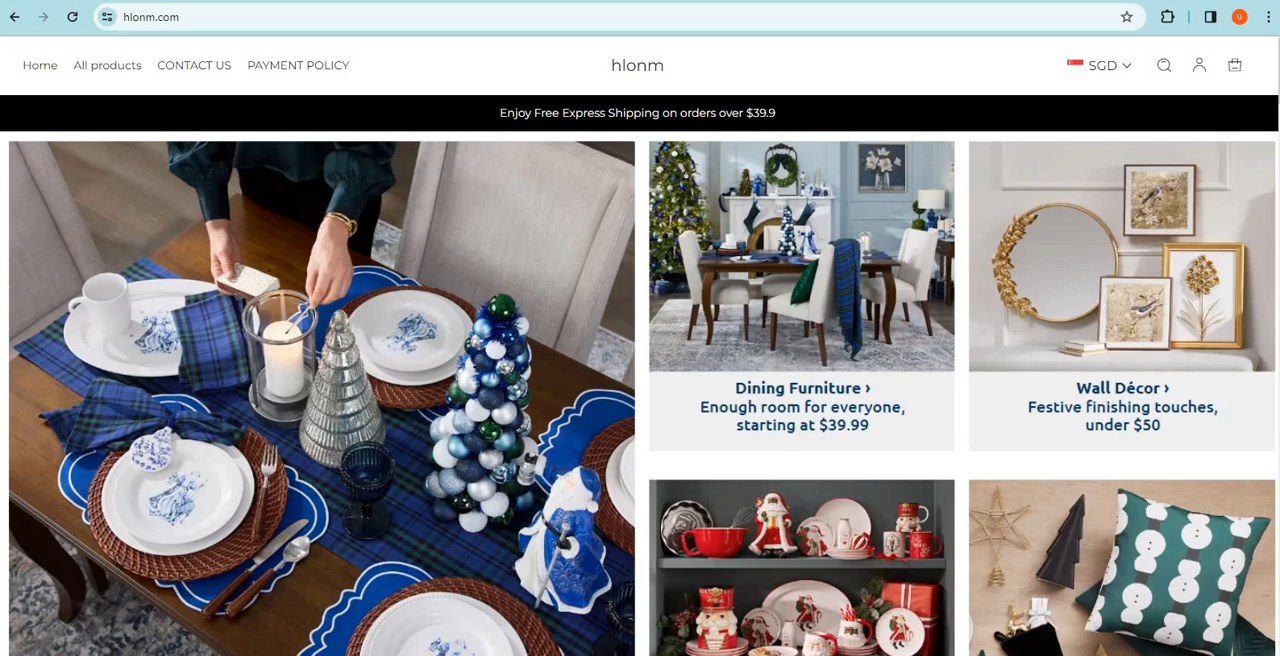 hlonm.com
u
Home
All products
CONTACT US
PAYMENT POLICY
hlonm
SGD
Enjoy Free Express Shipping on orders over $39.9
Dining Furniture ›
Enough room for everyone,
starting at $39.99
Wall Décor ›
Festive finishing touches,
under $50